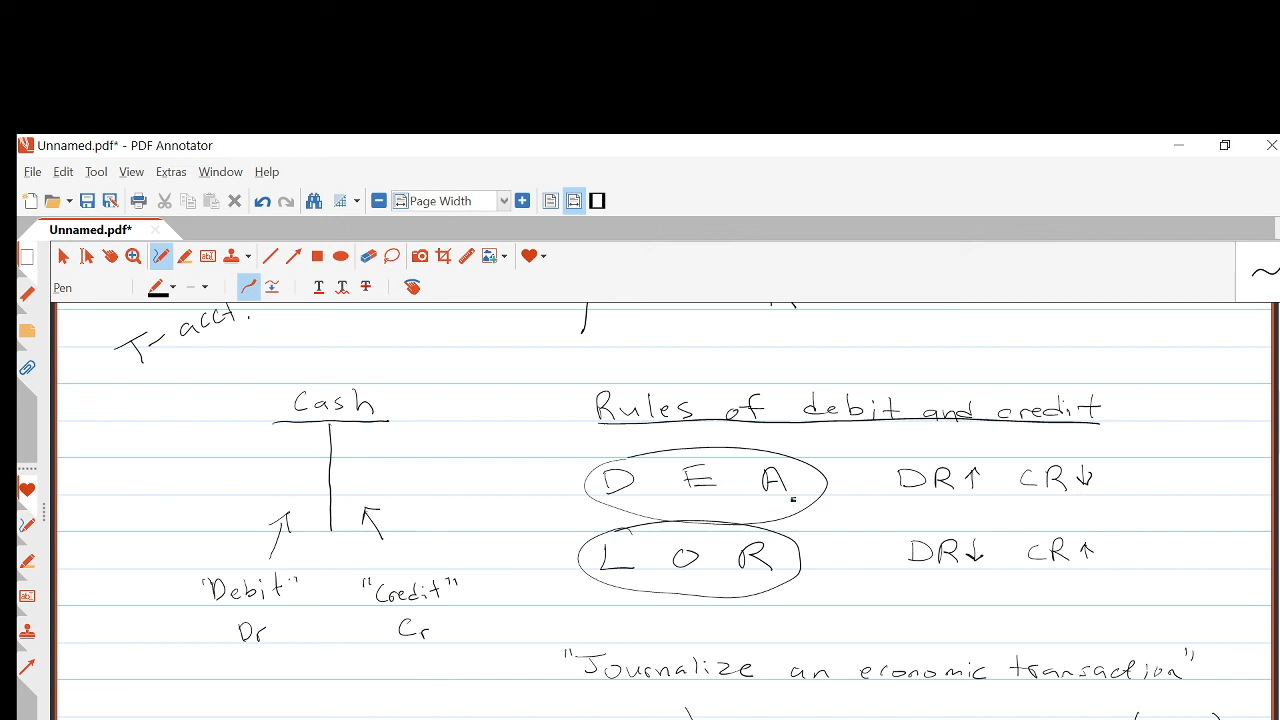 Unnamed.pdf* - PDF Annotator
File Edit Tool View Extras Window Help
Page Width
Unnamed.pdf*
Pen
T- acct.
Cash
Rules of debit and credit
D E A DR↑ CR↓
L O R DR↓ CR↑
"Debit" "Credit"
Dr Cr
"Journalize an economic transaction"